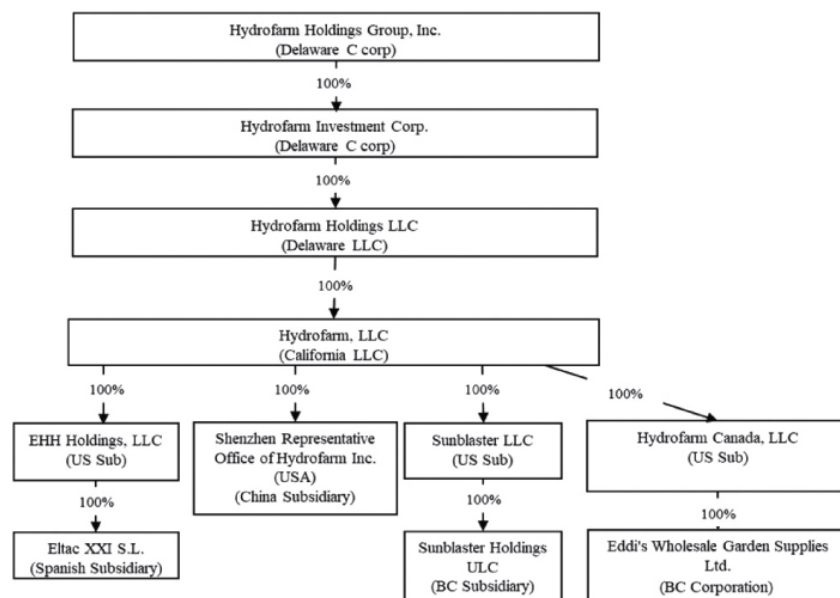 Hydrofarm Holdings Group, Inc.
(Delaware C corp)
100%
Hydrofarm Investment Corp.
(Delaware C corp)
100%
Hydrofarm Holdings LLC
(Delaware LLC)
100%
Hydrofarm, LLC
(California LLC)
100%
100%
100%
100%
EHH Holdings, LLC
(US Sub)
Shenzhen Representative
Office of Hydrofarm Inc.
(USA)
(China Subsidiary)
Sunblaster LLC
(US Sub)
Hydrofarm Canada, LLC
(US Sub)
100%
100%
100%
Eltac XXI S.L.
(Spanish Subsidiary)
Sunblaster Holdings
ULC
(BC Subsidiary)
Eddi's Wholesale Garden Supplies
Ltd.
(BC Corporation)